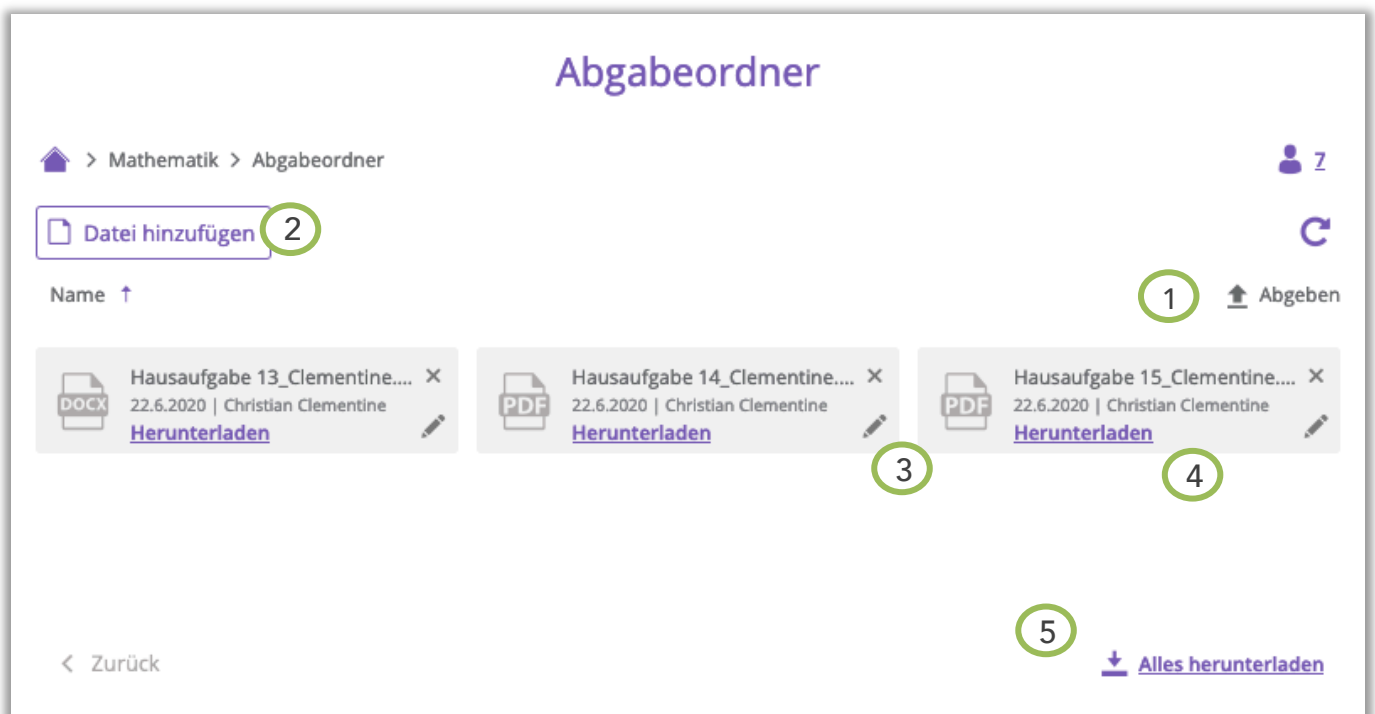 Abgabeordner
> Mathematik > Abgabeordner
7
Datei hinzufügen 2
Name ↑
1 Abgeben
Hausaufgabe 13_Clementine.... ×
DOCX
22.6.2020 | Christian Clementine
Herunterladen
Hausaufgabe 14_Clementine.... ×
PDF
22.6.2020 | Christian Clementine
Herunterladen
3
Hausaufgabe 15_Clementine.... ×
PDF
22.6.2020 | Christian Clementine
Herunterladen
4
5
< Zurück
Alles herunterladen